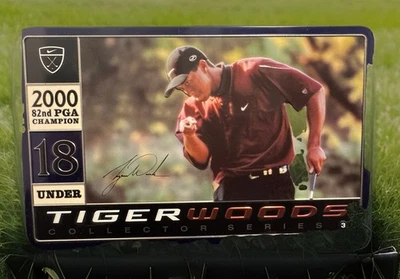 2000
82nd PGA
CHAMPION
18
UNDER
TIGER WOODS
COLLECTOR SERIES 3